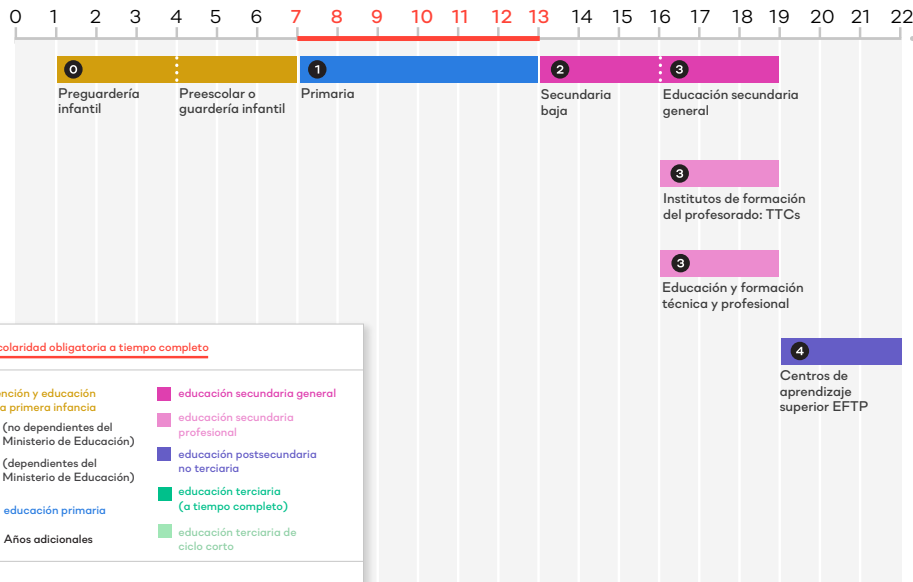 0 1 2 3 4 5 6 7 8 9 10 11 12 13 14 15 16 17 18 19 20 21 22
0
Preguardería
infantil
Preescolar o
guardería infantil
1
Primaria
2
Secundaria
baja
3
Educación secundaria
general
3
Institutos de formación
del profesorado: TTCs
3
Educación y formación
técnica y profesional
4
Centros de
aprendizaje
superior EFTP
colaridad obligatoria a tiempo completo
nción y educación
a primera infancia
(no dependientes del
Ministerio de Educación)
(dependientes del
Ministerio de Educación)
educación primaria
Años adicionales
educación secundaria general
educación secundaria
profesional
educación postsecundaria
no terciaria
educación terciaria
(a tiempo completo)
educación terciaria de
ciclo corto